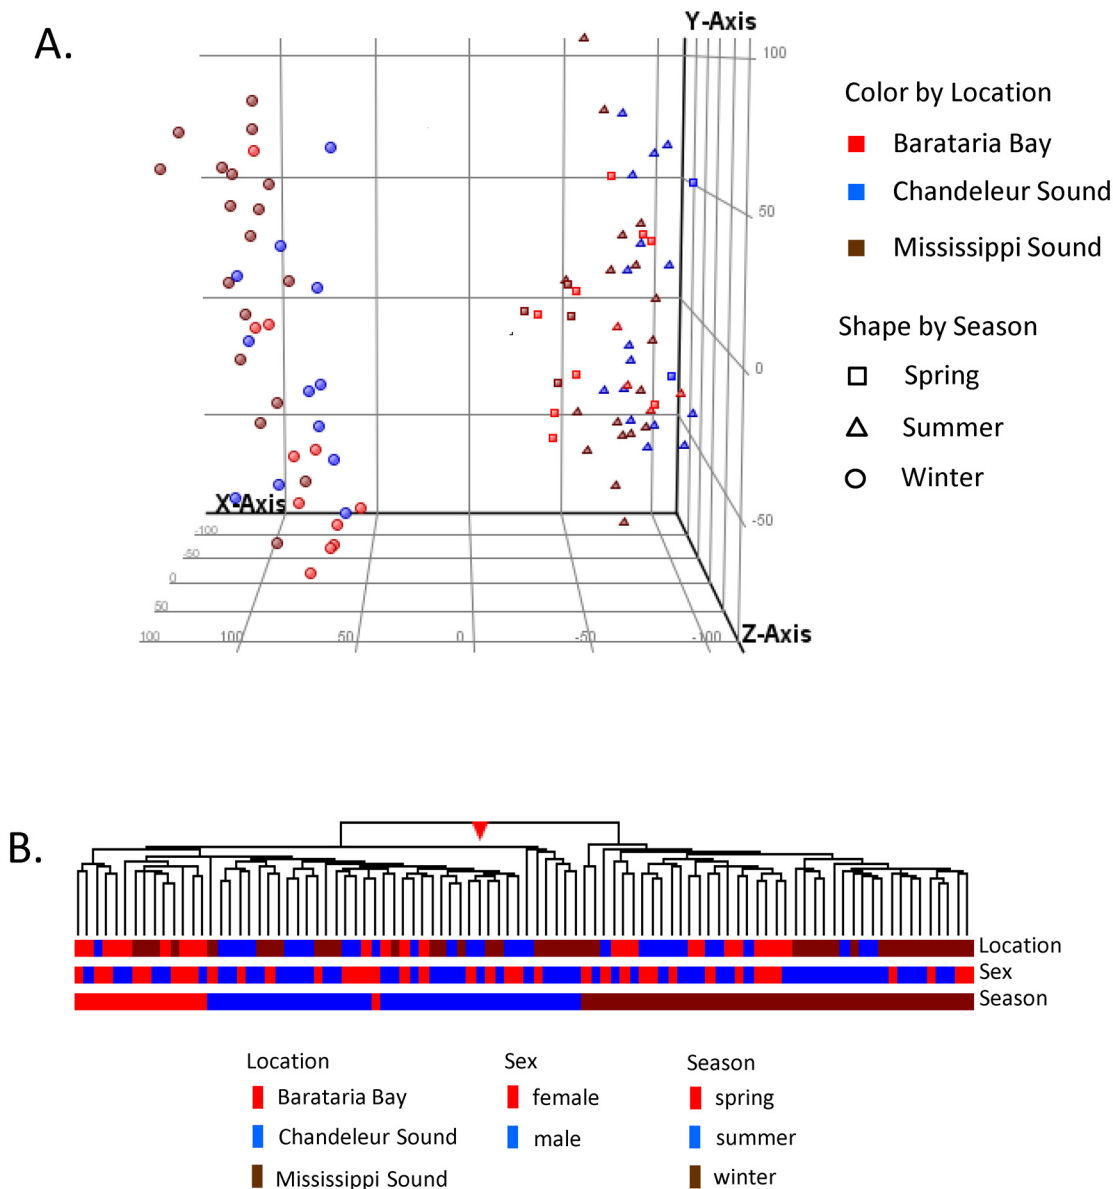 A.
Y-Axis
100
50
0
-50
X-Axis
-100
-50
0
50
100
100
50
0
-50
-100
Z-Axis
Color by Location
Barataria Bay
Chandeleur Sound
Mississippi Sound
Shape by Season
Spring
Summer
Winter
B.
Location
Sex
Season
Location
Barataria Bay
Chandeleur Sound
Mississippi Sound
Sex
female
male
Season
spring
summer
winter